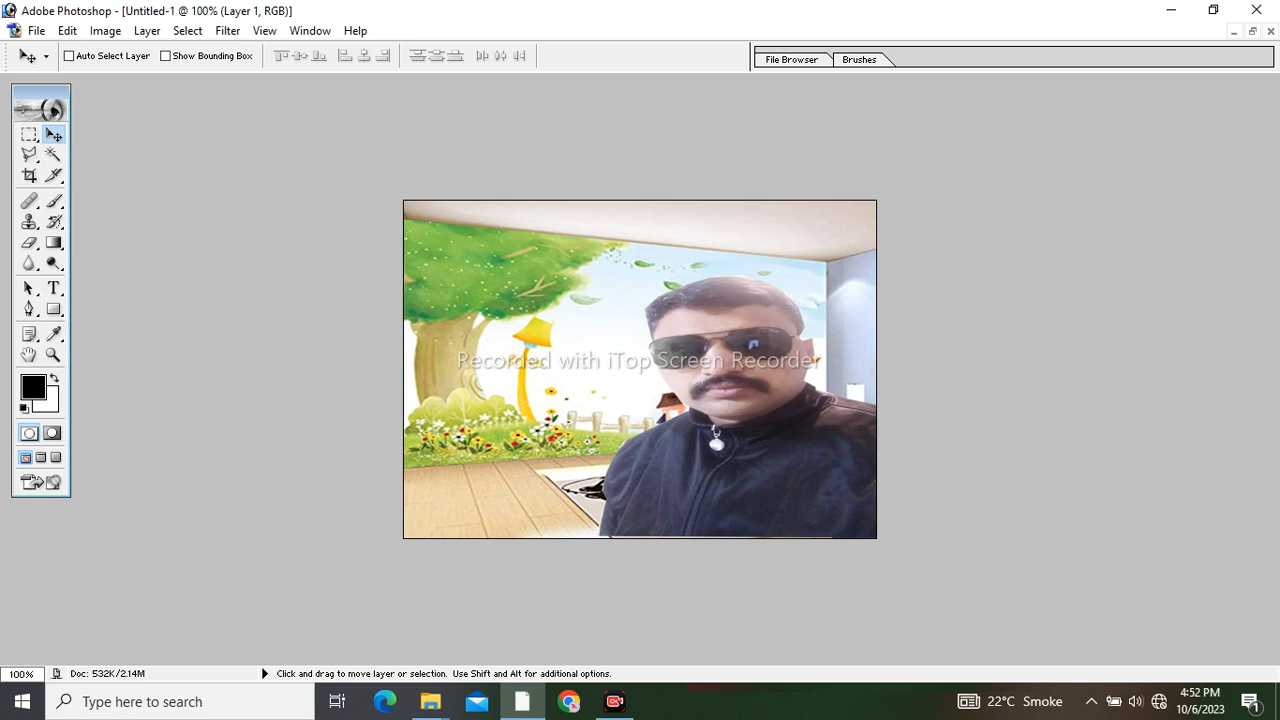 Adobe Photoshop - [Untitled-1 @ 100% (Layer 1, RGB)]
File Edit Image Layer Select Filter View Window Help
Auto Select Layer Show Bounding Box File Browser Brushes
Recorded with iTop Screen Recorder
100% Doc: 532K/2.14M Click and drag to move layer or selection. Use Shift and Alt for additional options.
Type here to search 22°C Smoke 4:52 PM
10/6/2023 1